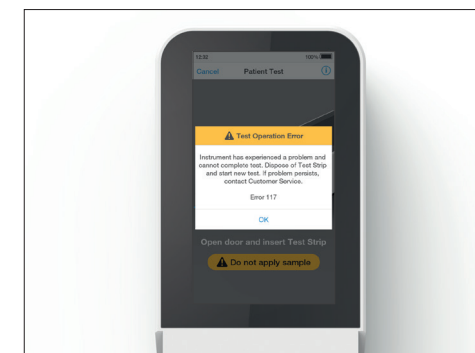 12:52 100%
Cancel Patient Test
Test Operation Error
Instrument has experienced a problem and
cannot complete test. Dispose of Test Strip
and start new test. If problem persists,
contact Customer Service.
Error 117
OK
Open door and insert Test Strip
Do not apply sample